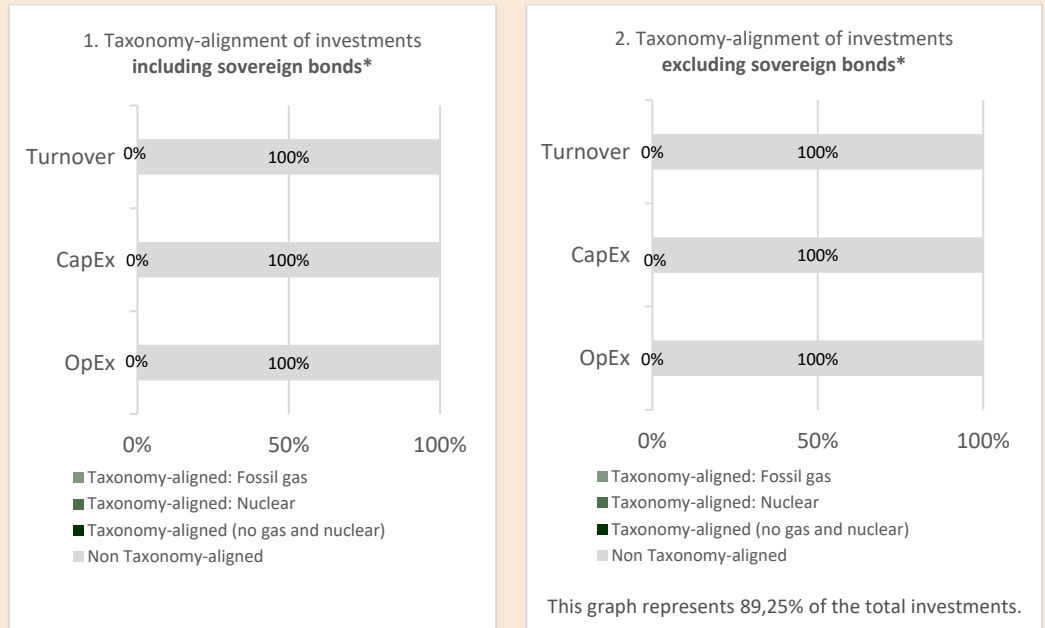 1. Taxonomy-alignment of investments
including sovereign bonds*
Turnover 0% 100%
CapEx 0% 100%
OpEx 0% 100%
0% 50% 100%
Taxonomy-aligned: Fossil gas
Taxonomy-aligned: Nuclear
Taxonomy-aligned (no gas and nuclear)
Non Taxonomy-aligned
2. Taxonomy-alignment of investments
excluding sovereign bonds*
Turnover 0% 100%
CapEx 0% 100%
OpEx 0% 100%
0% 50% 100%
Taxonomy-aligned: Fossil gas
Taxonomy-aligned: Nuclear
Taxonomy-aligned (no gas and nuclear)
Non Taxonomy-aligned
This graph represents 89,25% of the total investments.